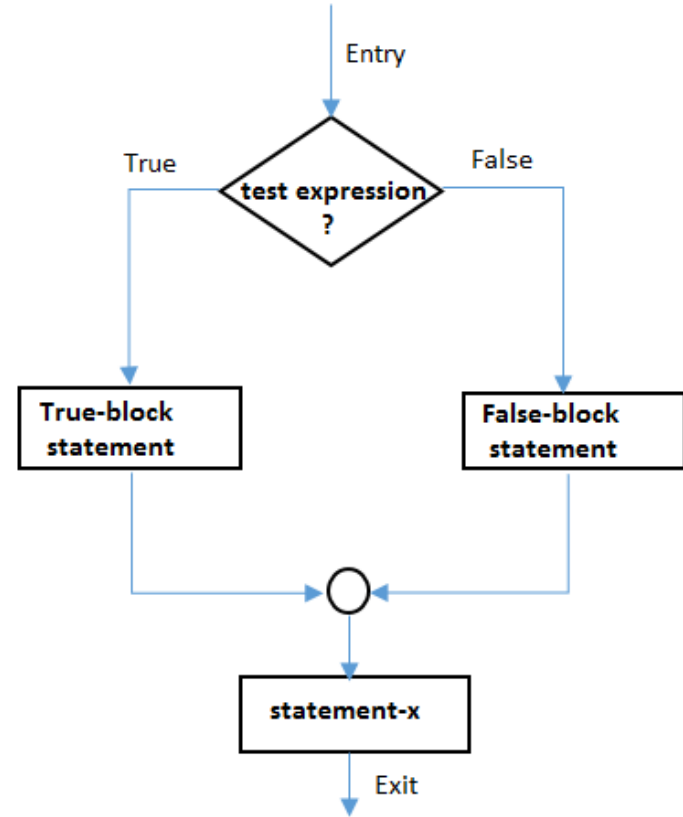 Entry
True
False
test expression
?
True-block
statement
False-block
statement
statement-x
Exit